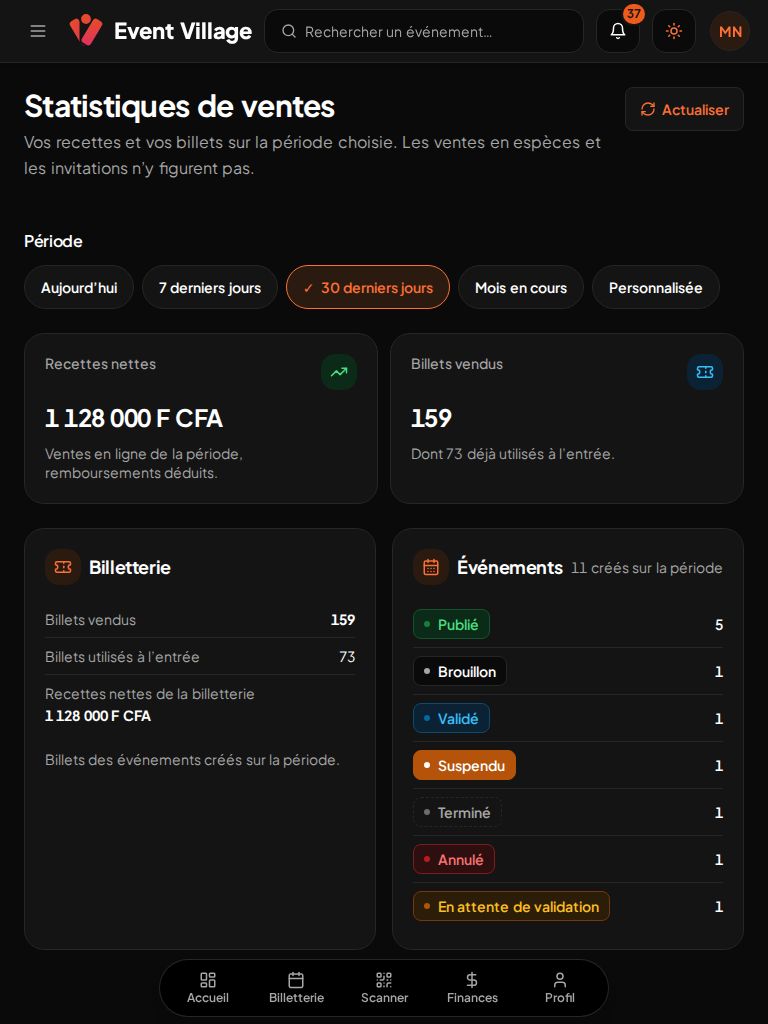 Event Village
Rechercher un événement...
37
MN
Statistiques de ventes
Actualiser
Vos recettes et vos billets sur la période choisie. Les ventes en espèces et
les invitations n'y figurent pas.
Période
Aujourd'hui
7 derniers jours
✓ 30 derniers jours
Mois en cours
Personnalisée
Recettes nettes
1 128 000 F CFA
Ventes en ligne de la période,
remboursements déduits.
Billets vendus
159
Dont 73 déjà utilisés à l'entrée.
Billetterie
Billets vendus 159
Billets utilisés à l'entrée 73
Recettes nettes de la billetterie
1 128 000 F CFA
Billets des événements créés sur la période.
Événements 11 créés sur la période
Publié 5
Brouillon 1
Validé 1
Suspendu 1
Terminé 1
Annulé 1
En attente de validation 1
Accueil
Billetterie
Scanner
Finances
Profil